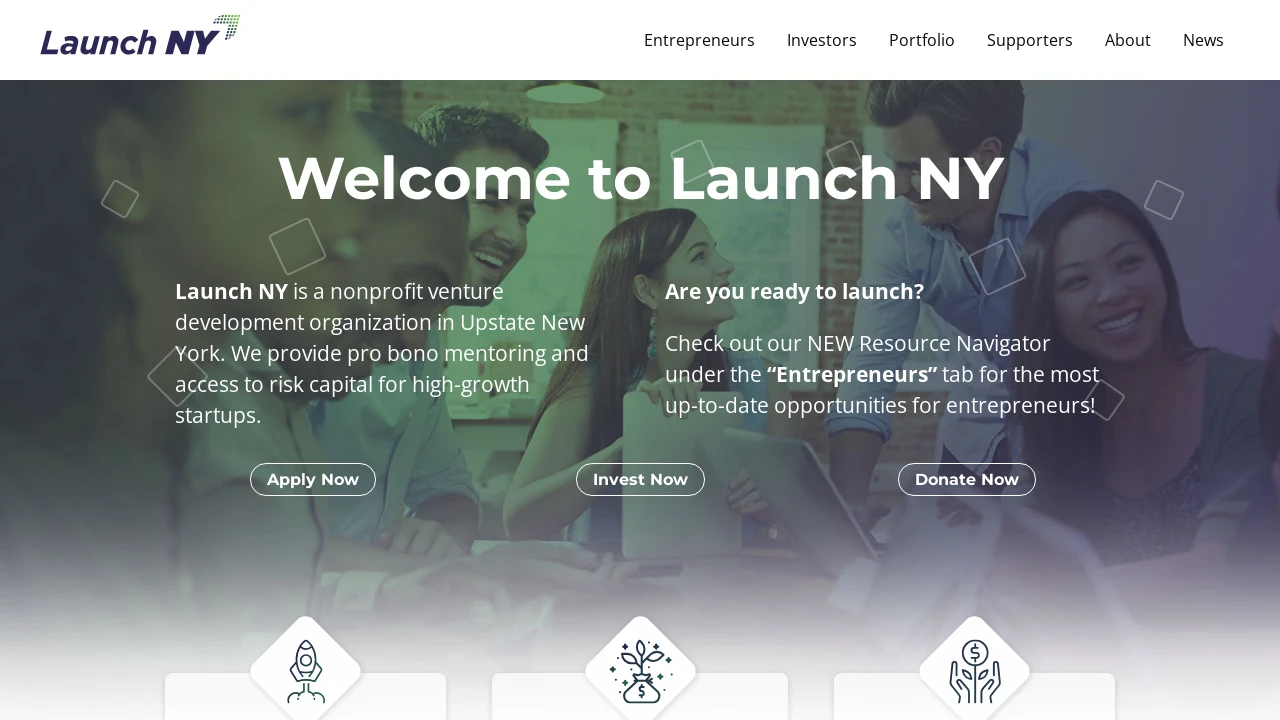 Launch NY
Entrepreneurs
Investors
Portfolio
Supporters
About
News
Welcome to Launch NY
Launch NY is a nonprofit venture
development organization in Upstate New
York. We provide pro bono mentoring and
access to risk capital for high-growth
startups.
Are you ready to launch?
Check out our NEW Resource Navigator
under the “Entrepreneurs” tab for the most
up-to-date opportunities for entrepreneurs!
Apply Now
Invest Now
Donate Now